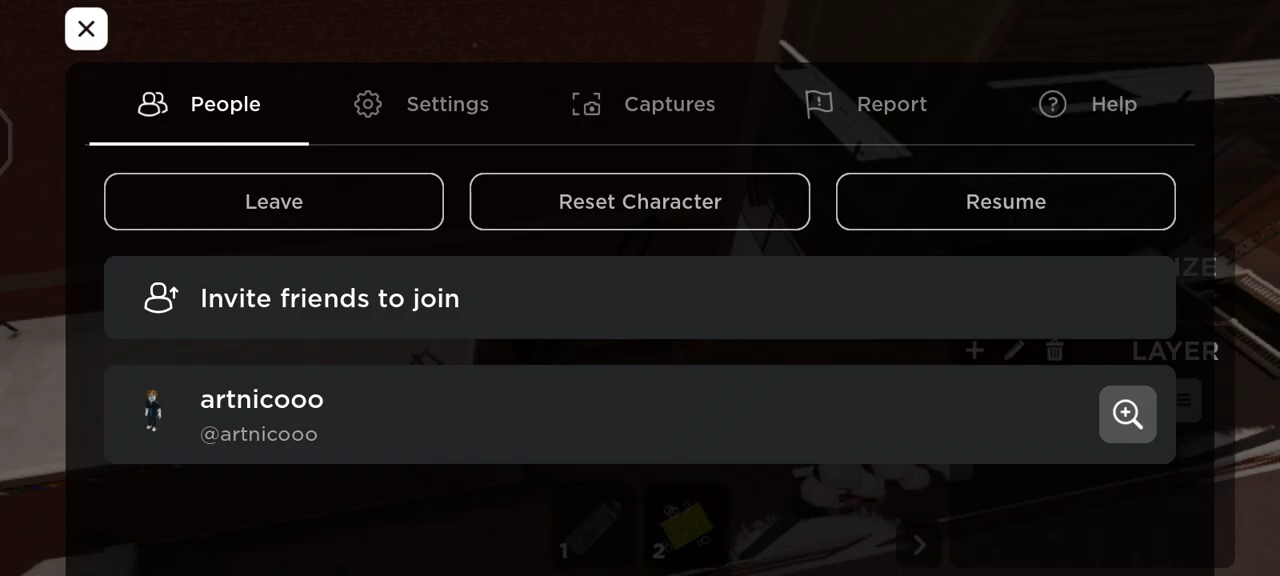 People
Settings
Captures
Report
Help
Leave
Reset Character
Resume
Invite friends to join
LAYER
artnicooo
@artnicooo
1
2